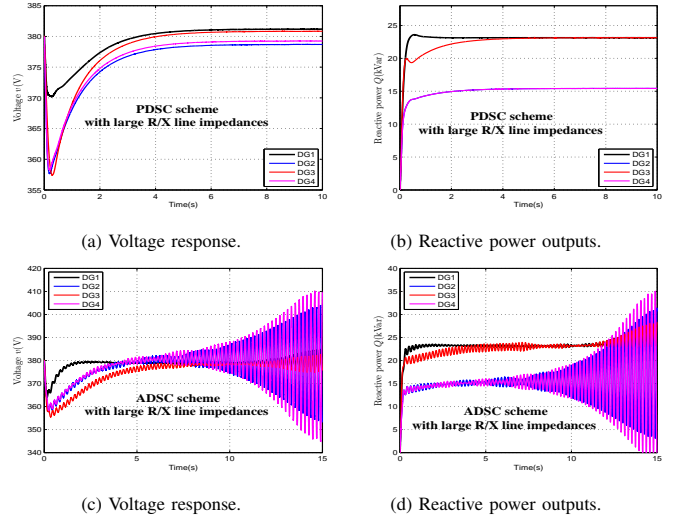 380
375
370
365
360
355
Voltage v(V)
PDSC scheme
with large R/X line impedances
DG1
DG2
DG3
DG4
0
2
4
6
8
10
Time(s)
(a) Voltage response.
25
20
15
10
5
0
Reactive power Q(kVar)
PDSC scheme
with large R/X line impedances
DG1
DG2
DG3
DG4
0
2
4
6
8
10
Time(s)
(b) Reactive power outputs.
420
410
400
390
380
370
360
350
340
Voltage v(V)
DG1
DG2
DG3
DG4
ADSC scheme
with large R/X line impedances
0
5
10
15
Time(s)
(c) Voltage response.
40
35
30
25
20
15
10
5
0
Reactive power Q(kVar)
DG1
DG2
DG3
DG4
ADSC scheme
with large R/X line impedances
0
5
10
15
Time(s)
(d) Reactive power outputs.